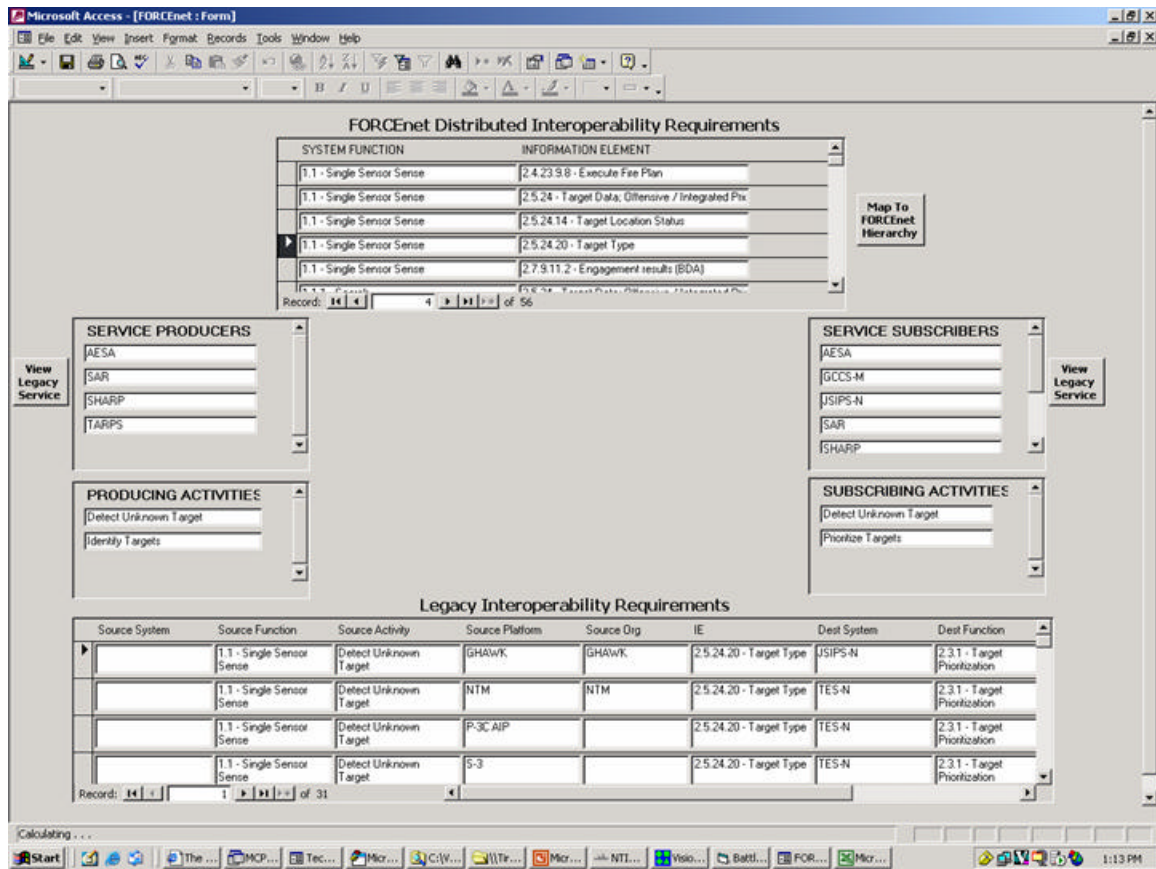 Microsoft Access - [FORCEnet : Form]
File Edit View Insert Format Records Tools Window Help
FORCEnet Distributed Interoperability Requirements
SYSTEM FUNCTION INFORMATION ELEMENT
1.1 - Single Sensor Sense 2.4.23.9.8 - Execute Fire Plan
1.1 - Single Sensor Sense 2.5.24 - Target Data; Offensive / Integrated Prio
1.1 - Single Sensor Sense 2.5.24.14 - Target Location Status
1.1 - Single Sensor Sense 2.5.24.20 - Target Type
1.1 - Single Sensor Sense 2.7.9.11.2 - Engagement results (BDA)
Record: 4 of 56
Map To
FORCEnet
Hierarchy
SERVICE PRODUCERS
AESA
SAR
SHARP
TARPS
View
Legacy
Service
SERVICE SUBSCRIBERS
AESA
GCCS-M
JSIPS-N
SAR
SHARP
View
Legacy
Service
PRODUCING ACTIVITIES
Detect Unknown Target
Identify Targets
SUBSCRIBING ACTIVITIES
Detect Unknown Target
Prioritize Targets
Legacy Interoperability Requirements
Source System Source Function Source Activity Source Platform Source Org IE Dest System Dest Function
1.1 - Single Sensor Detect Unknown GHAWK GHAWK 2.5.24.20 - Target Type JSIPS-N 2.3.1 - Target
Sense Target Prioritization
1.1 - Single Sensor Detect Unknown NTM NTM 2.5.24.20 - Target Type TES-N 2.3.1 - Target
Sense Target Prioritization
1.1 - Single Sensor Detect Unknown P-3C AIP 2.5.24.20 - Target Type TES-N 2.3.1 - Target
Sense Target Prioritization
1.1 - Single Sensor Detect Unknown S-3 2.5.24.20 - Target Type TES-N 2.3.1 - Target
Sense Target Prioritization
Record: 1 of 31
Calculating . . .
Start The ... MCP... Tec... Micr... C:\V... \\Tir... Micr... NTI... Visio... Battl... FOR... Micr... 1:13 PM